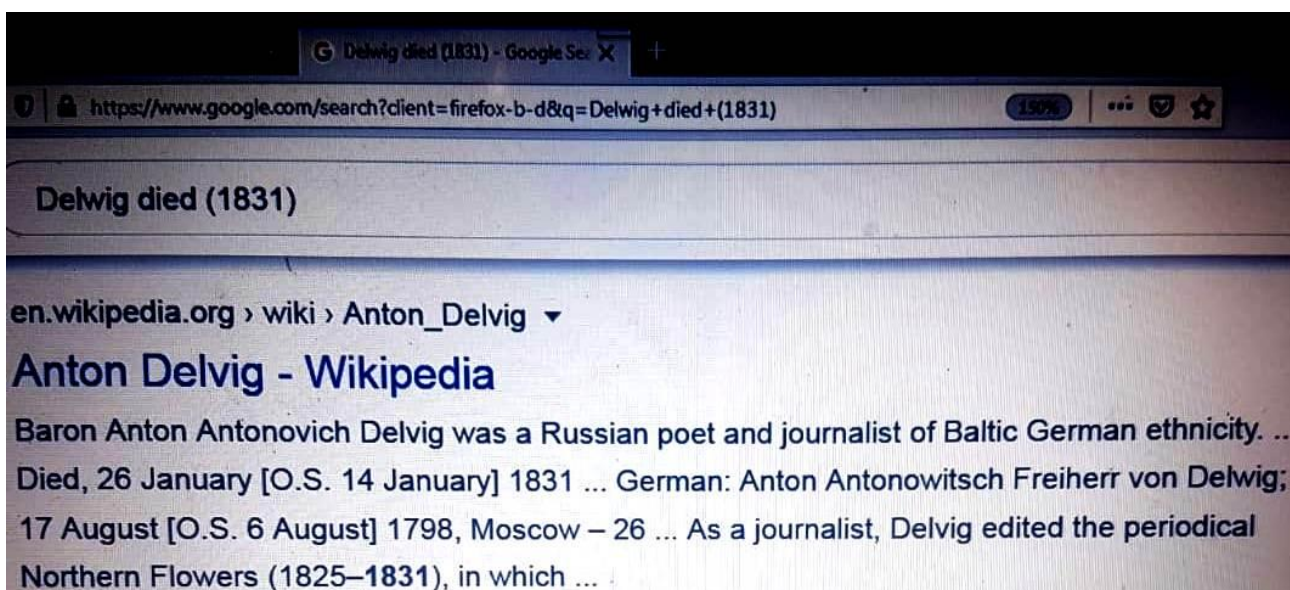 Delwig died (1831) - Google Sea
https://www.google.com/search?client=firefox-b-d&q=Delwig+died+(1831)
150%
Delwig died (1831)
en.wikipedia.org › wiki › Anton_Delvig
Anton Delvig - Wikipedia
Baron Anton Antonovich Delvig was a Russian poet and journalist of Baltic German ethnicity. ...
Died, 26 January [O.S. 14 January] 1831 ... German: Anton Antonowitsch Freiherr von Delwig;
17 August [O.S. 6 August] 1798, Moscow – 26 ... As a journalist, Delvig edited the periodical
Northern Flowers (1825–1831), in which ...